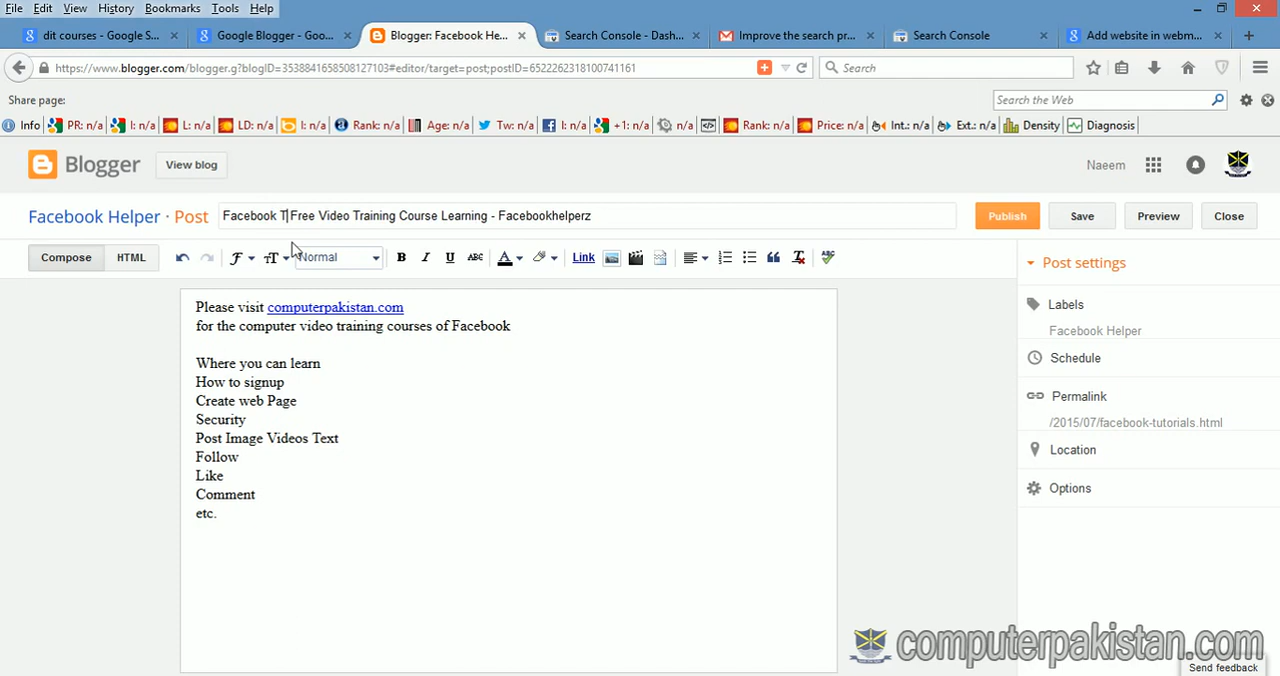 File Edit View History Bookmarks Tools Help
dit courses - Google S... Google Blogger - Goo... Blogger: Facebook He... Search Console - Dash... Improve the search pr... Search Console Add website in webm...
https://www.blogger.com/blogger.g?blogID=3538841658508127103#editor/target=post;postID=6522262318100741161 Search
Share page:
Search the Web
Info PR: n/a I: n/a L: n/a LD: n/a I: n/a Rank: n/a Age: n/a Tw: n/a I: n/a +1: n/a n/a Rank: n/a Price: n/a Int.: n/a Ext.: n/a Density Diagnosis
Blogger View blog Naeem
Facebook Helper · Post Facebook T Free Video Training Course Learning - Facebookhelperz Publish Save Preview Close
Compose HTML Normal B I U ABC A Link
Post settings
Please visit computerpakistan.com
for the computer video training courses of Facebook
Where you can learn
How to signup
Create web Page
Security
Post Image Videos Text
Follow
Like
Comment
etc.
Labels
Facebook Helper
Schedule
Permalink
/2015/07/facebook-tutorials.html
Location
Options
computerpakistan.com
Send feedback